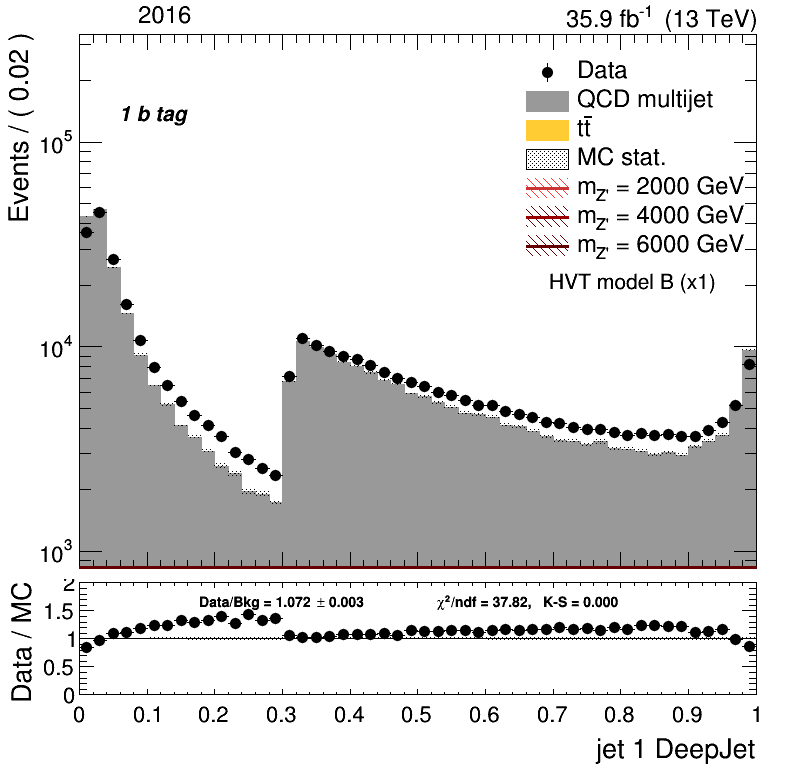 2016 35.9 fb⁻¹ (13 TeV)
Events / ( 0.02 )
1 b tag
Data
QCD multijet
tt̄
MC stat.
m_Z' = 2000 GeV
m_Z' = 4000 GeV
m_Z' = 6000 GeV
HVT model B (x1)
10⁵
10⁴
10³
Data / MC
Data/Bkg = 1.072 ± 0.003 χ²/ndf = 37.82, K-S = 0.000
2
1.5
1
0.5
0
0 0.1 0.2 0.3 0.4 0.5 0.6 0.7 0.8 0.9 1
jet 1 DeepJet